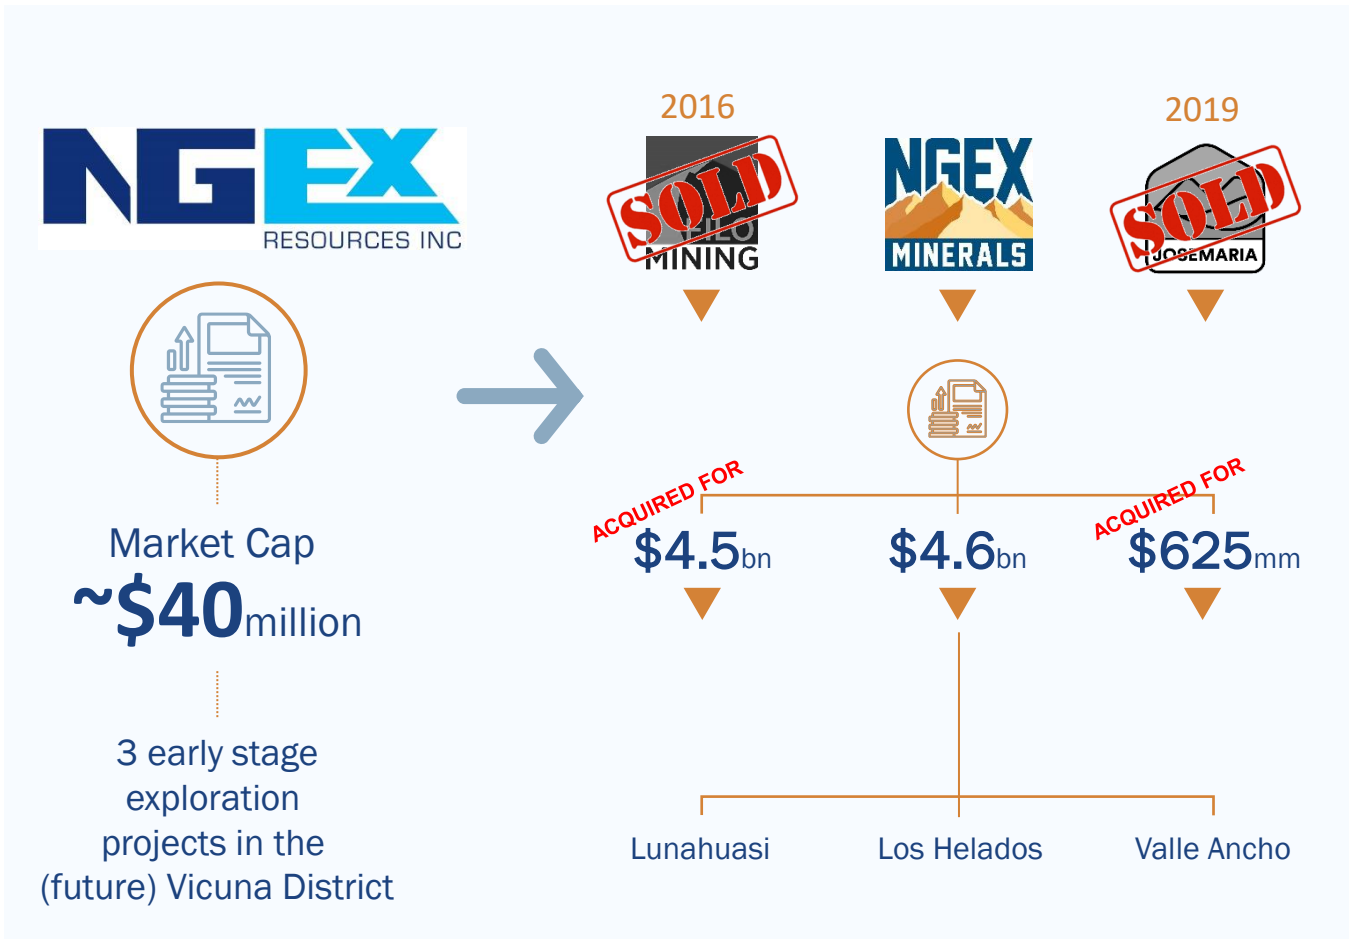 NGEX
RESOURCES INC
Market Cap
~$40million
3 early stage
exploration
projects in the
(future) Vicuna District
2016
SOLD
FILO
MINING
NGEX
MINERALS
2019
SOLD
JOSEMARIA
ACQUIRED FOR
$4.5bn
$4.6bn
ACQUIRED FOR
$625mm
Lunahuasi
Los Helados
Valle Ancho